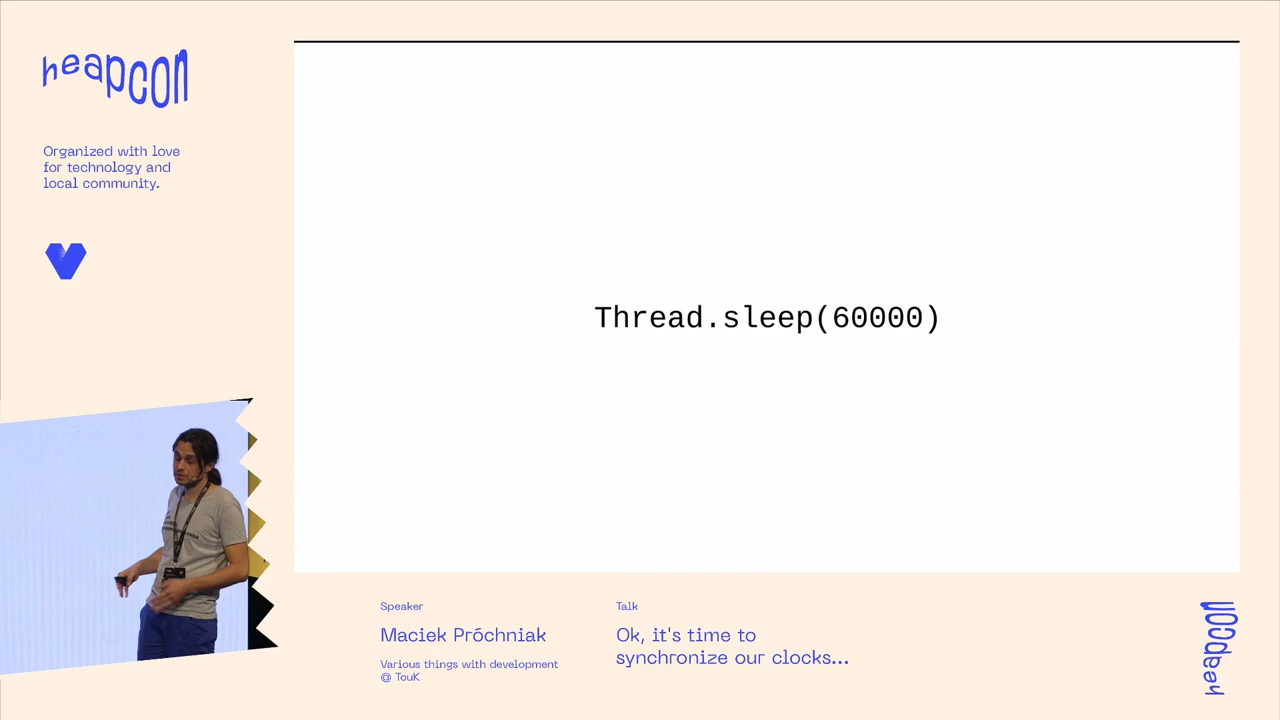 heapcon
Organized with love
for technology and
local community.
Thread.sleep(60000)
Speaker
Maciek Próchniak
Various things with development
@ TouK
Talk
Ok, it's time to
synchronize our clocks...
heapcon